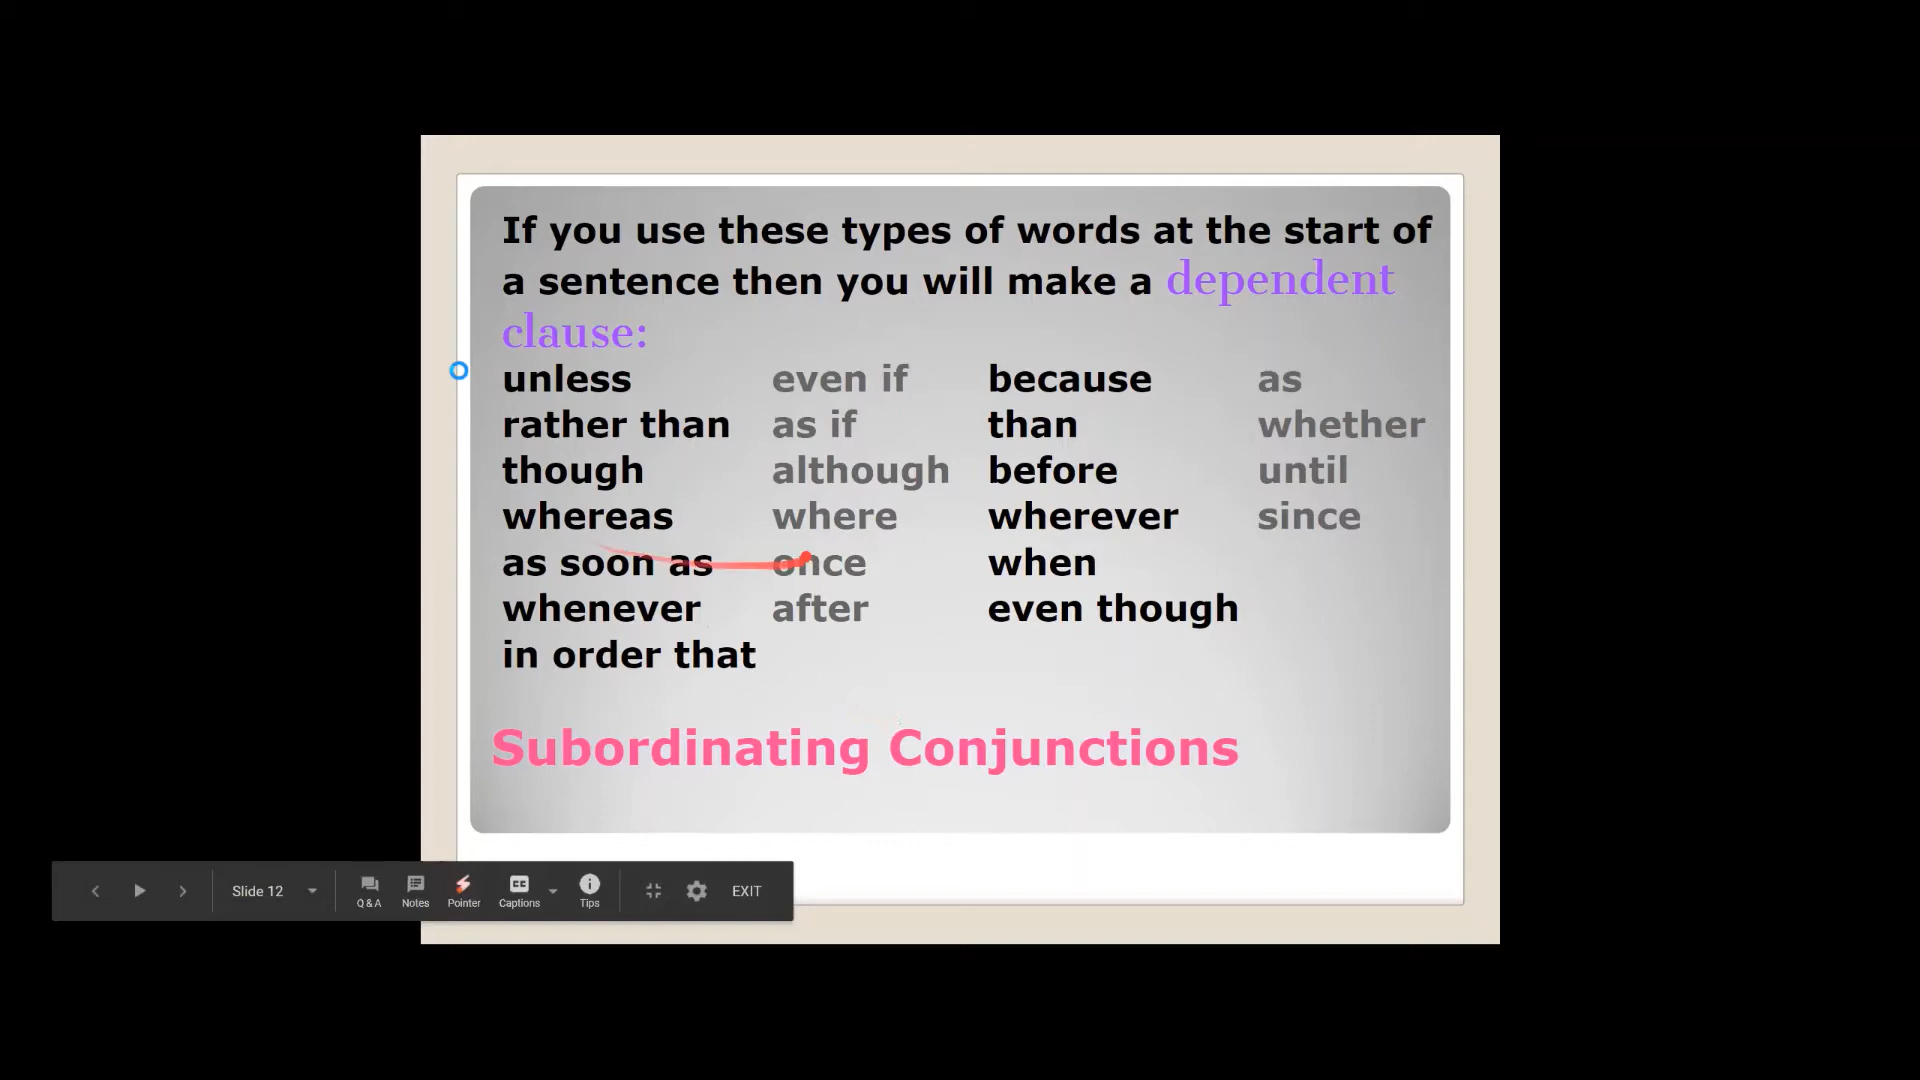 If you use these types of words at the start of
a sentence then you will make a dependent
clause:
unless even if because as
rather than as if than whether
though although before until
whereas where wherever since
as soon as once when
whenever after even though
in order that
Subordinating Conjunctions
Slide 12 Q & A Notes Pointer CC Captions Tips EXIT